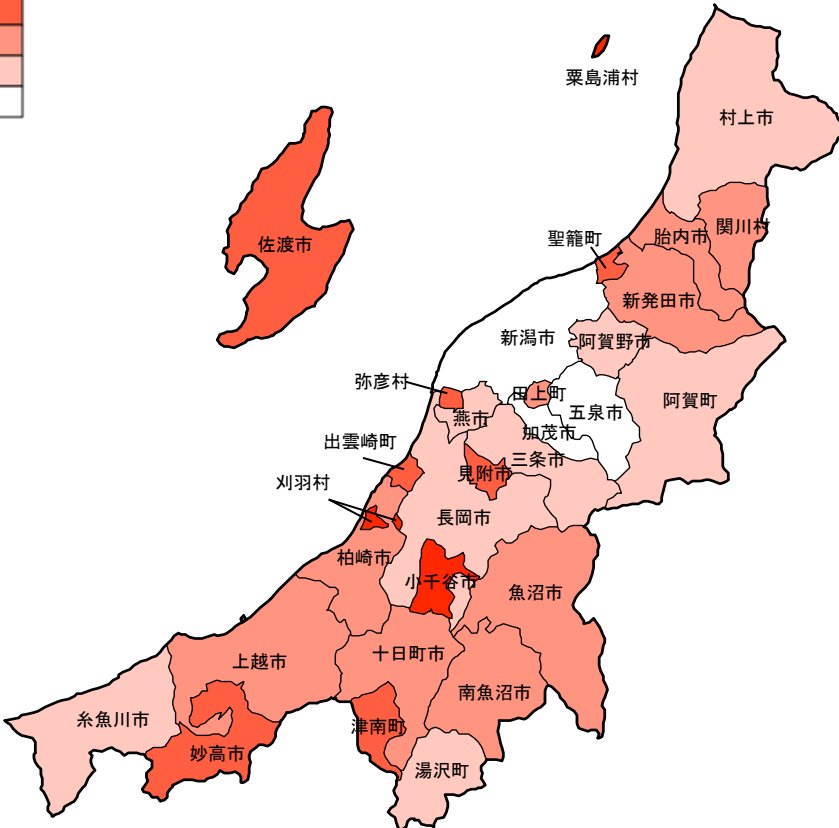 粟島浦村
村上市
関川村
胎内市
聖籠町
佐渡市
新発田市
新潟市
阿賀野市
弥彦村
田上町
阿賀町
五泉市
燕市
加茂市
出雲崎町
三条市
見附市
刈羽村
長岡市
柏崎市
小千谷市
魚沼市
十日町市
上越市
南魚沼市
糸魚川市
津南町
妙高市
湯沢町